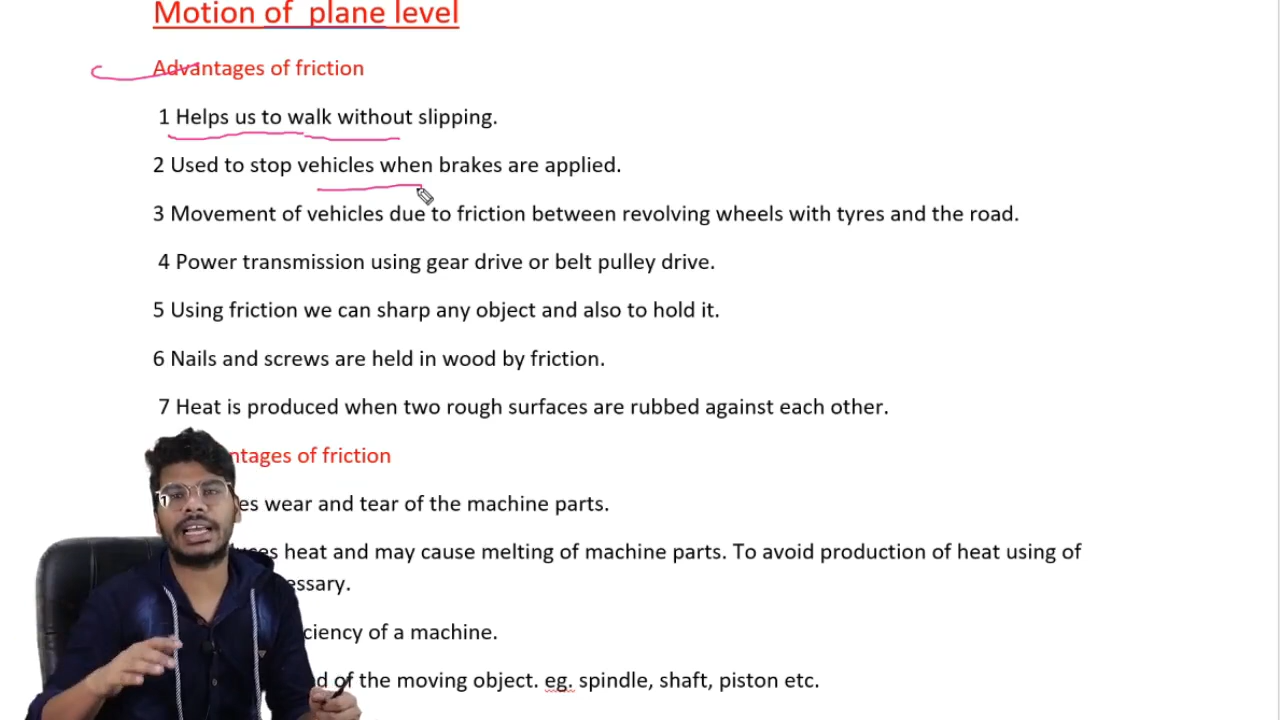 Motion of plane level
Advantages of friction
1 Helps us to walk without slipping.
2 Used to stop vehicles when brakes are applied.
3 Movement of vehicles due to friction between revolving wheels with tyres and the road.
4 Power transmission using gear drive or belt pulley drive.
5 Using friction we can sharp any object and also to hold it.
6 Nails and screws are held in wood by friction.
7 Heat is produced when two rough surfaces are rubbed against each other.
of friction
1
wear and tear of the machine parts.
heat and may cause melting of machine parts. To avoid production of heat using of
of a machine.
of the moving object. eg. spindle, shaft, piston etc.